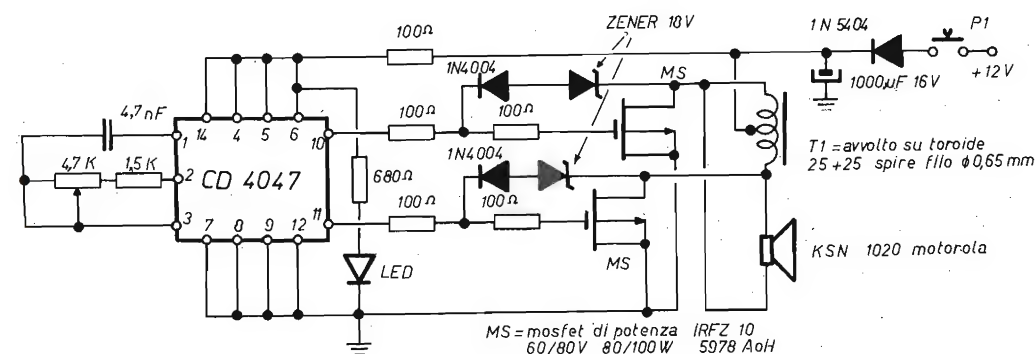 ZENER 18V
1N 5404
P1
100Ω
1N4004
MS
+12V
1000µF 16V
4,7nF
14
4
5
6
1
10
100Ω
100Ω
T1=avvolto su toroide
25+25 spire filo ϕ0,65mm
4,7K
1,5K
2
CD 4047
680Ω
1N4004
100Ω
100Ω
3
11
7
8
9
12
MS
KSN 1020 motorola
LED
MS=mosfet di potenza IRFZ 10
60/80V 80/100W 5978 AoH